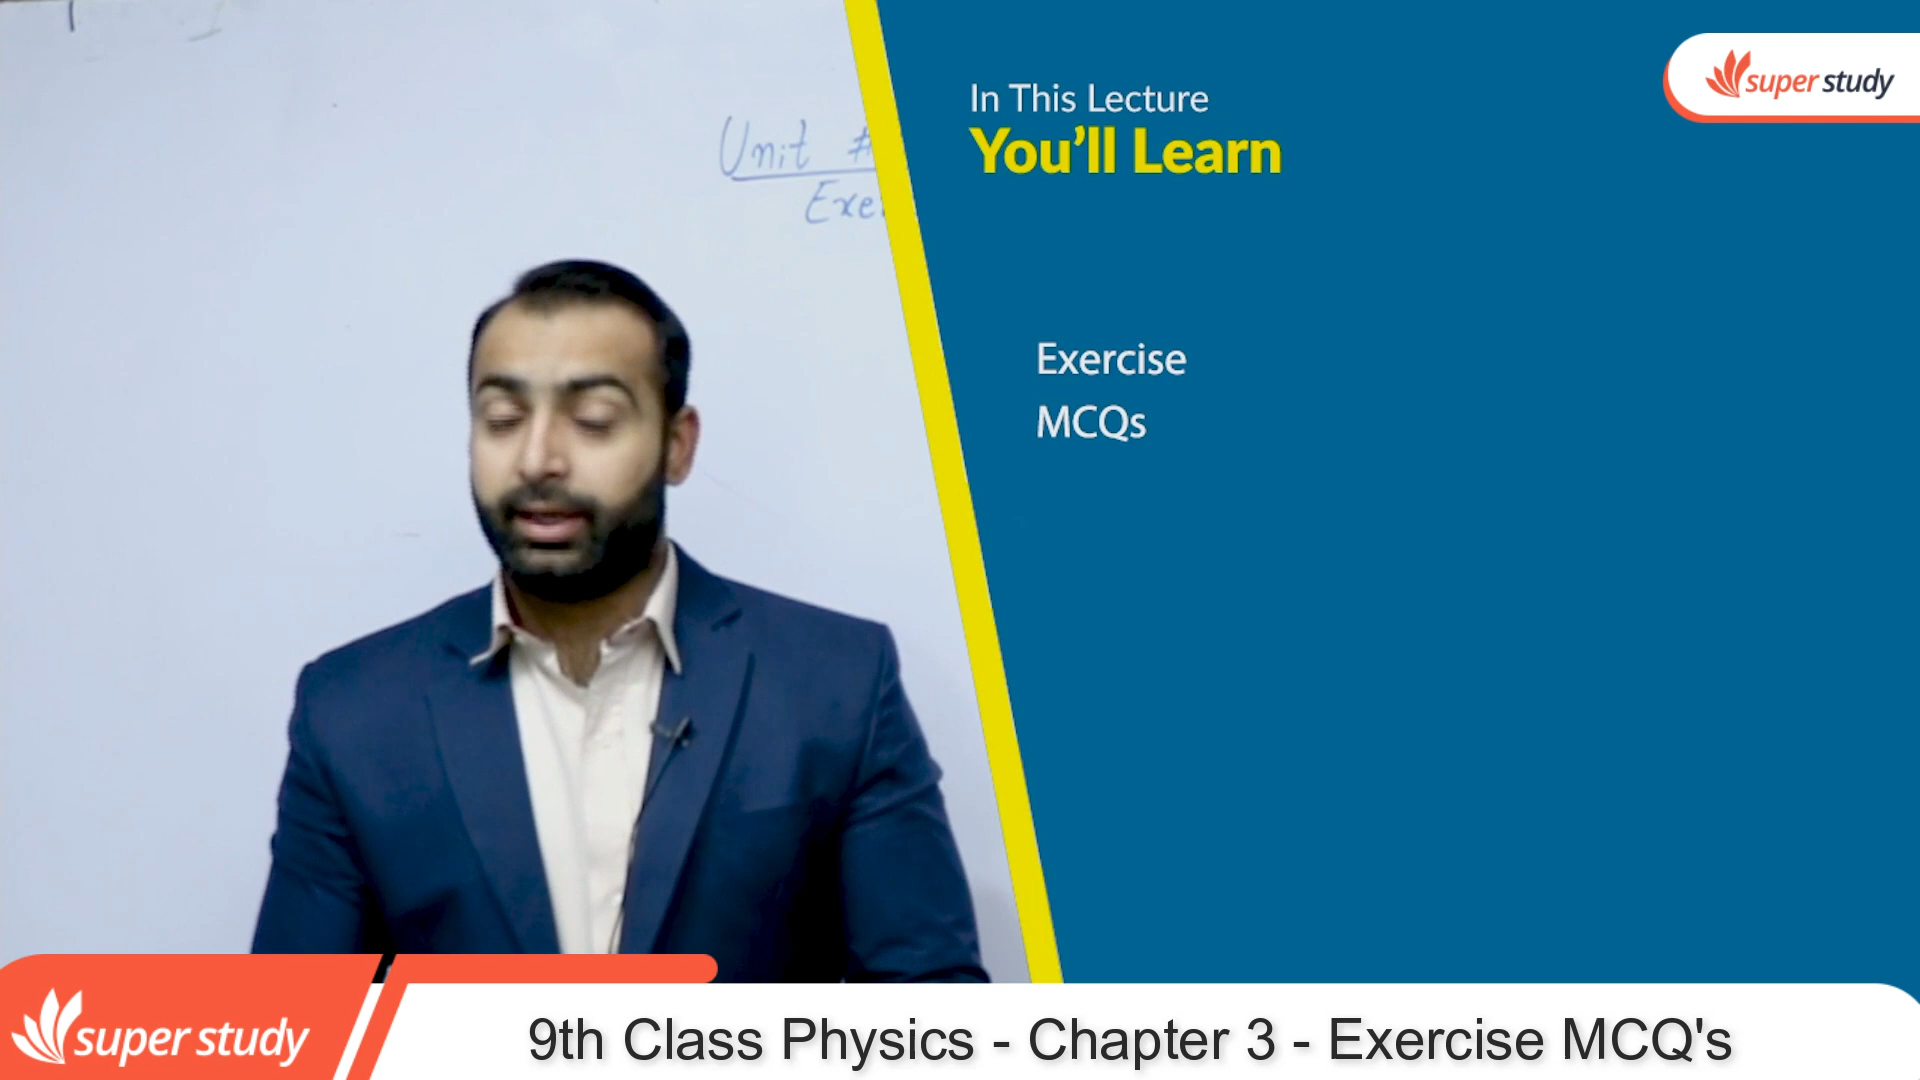 Unit #
Exe
In This Lecture
You'll Learn
super study
Exercise
MCQs
super study
9th Class Physics - Chapter 3 - Exercise MCQ's